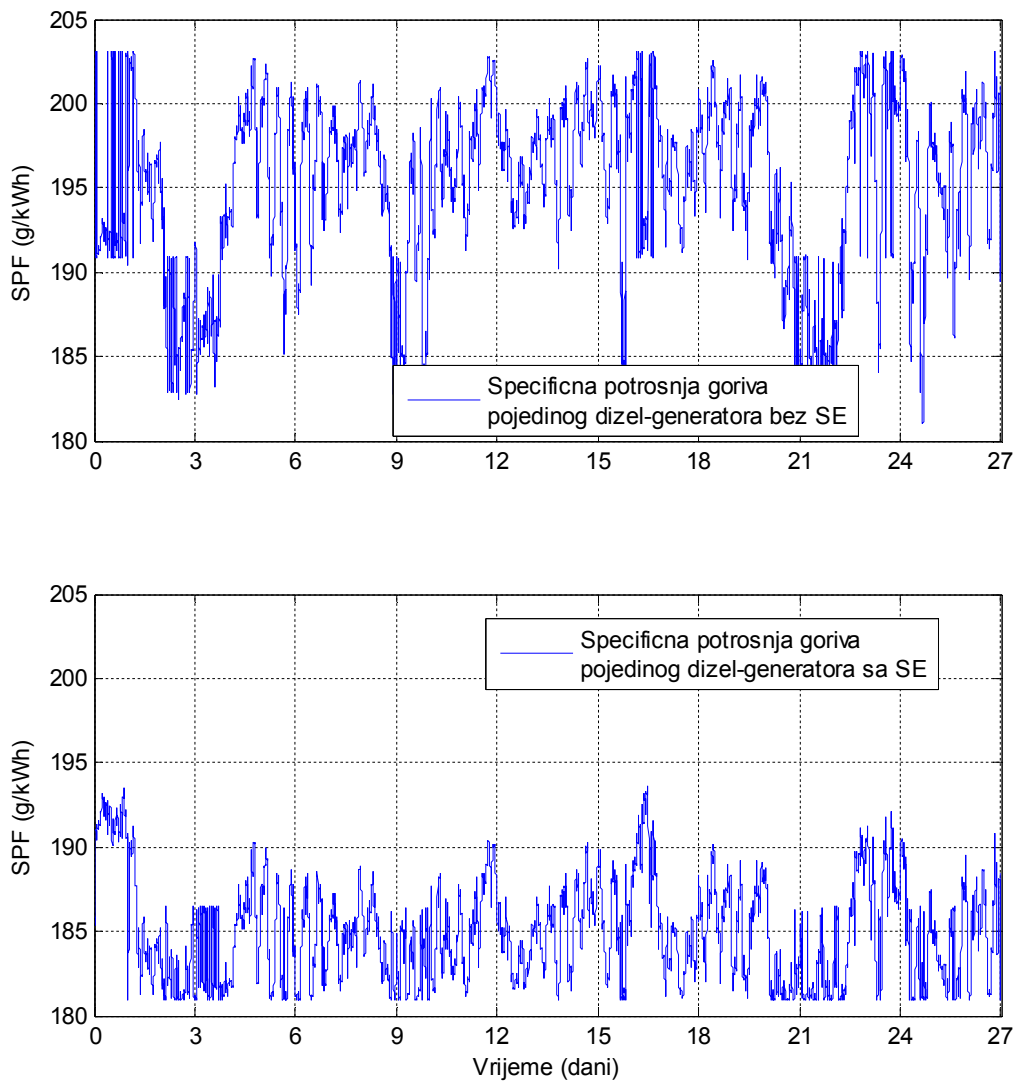 205
200
195
190
185
180
SPF (g/kWh)
Specificna potrosnja goriva
pojedinog dizel-generatora bez SE
0 3 6 9 12 15 18 21 24 27
205
200
195
190
185
180
SPF (g/kWh)
Specificna potrosnja goriva
pojedinog dizel-generatora sa SE
0 3 6 9 12 15 18 21 24 27
Vrijeme (dani)